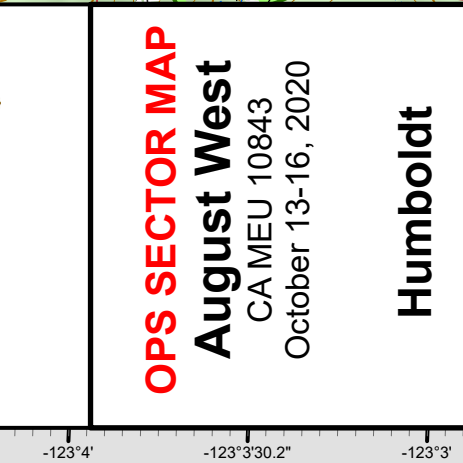 OPS SECTOR MAP
August West
CA MEU 10843
October 13-16, 2020
Humboldt
-123°4'
-123°3'30.2"
-123°3'